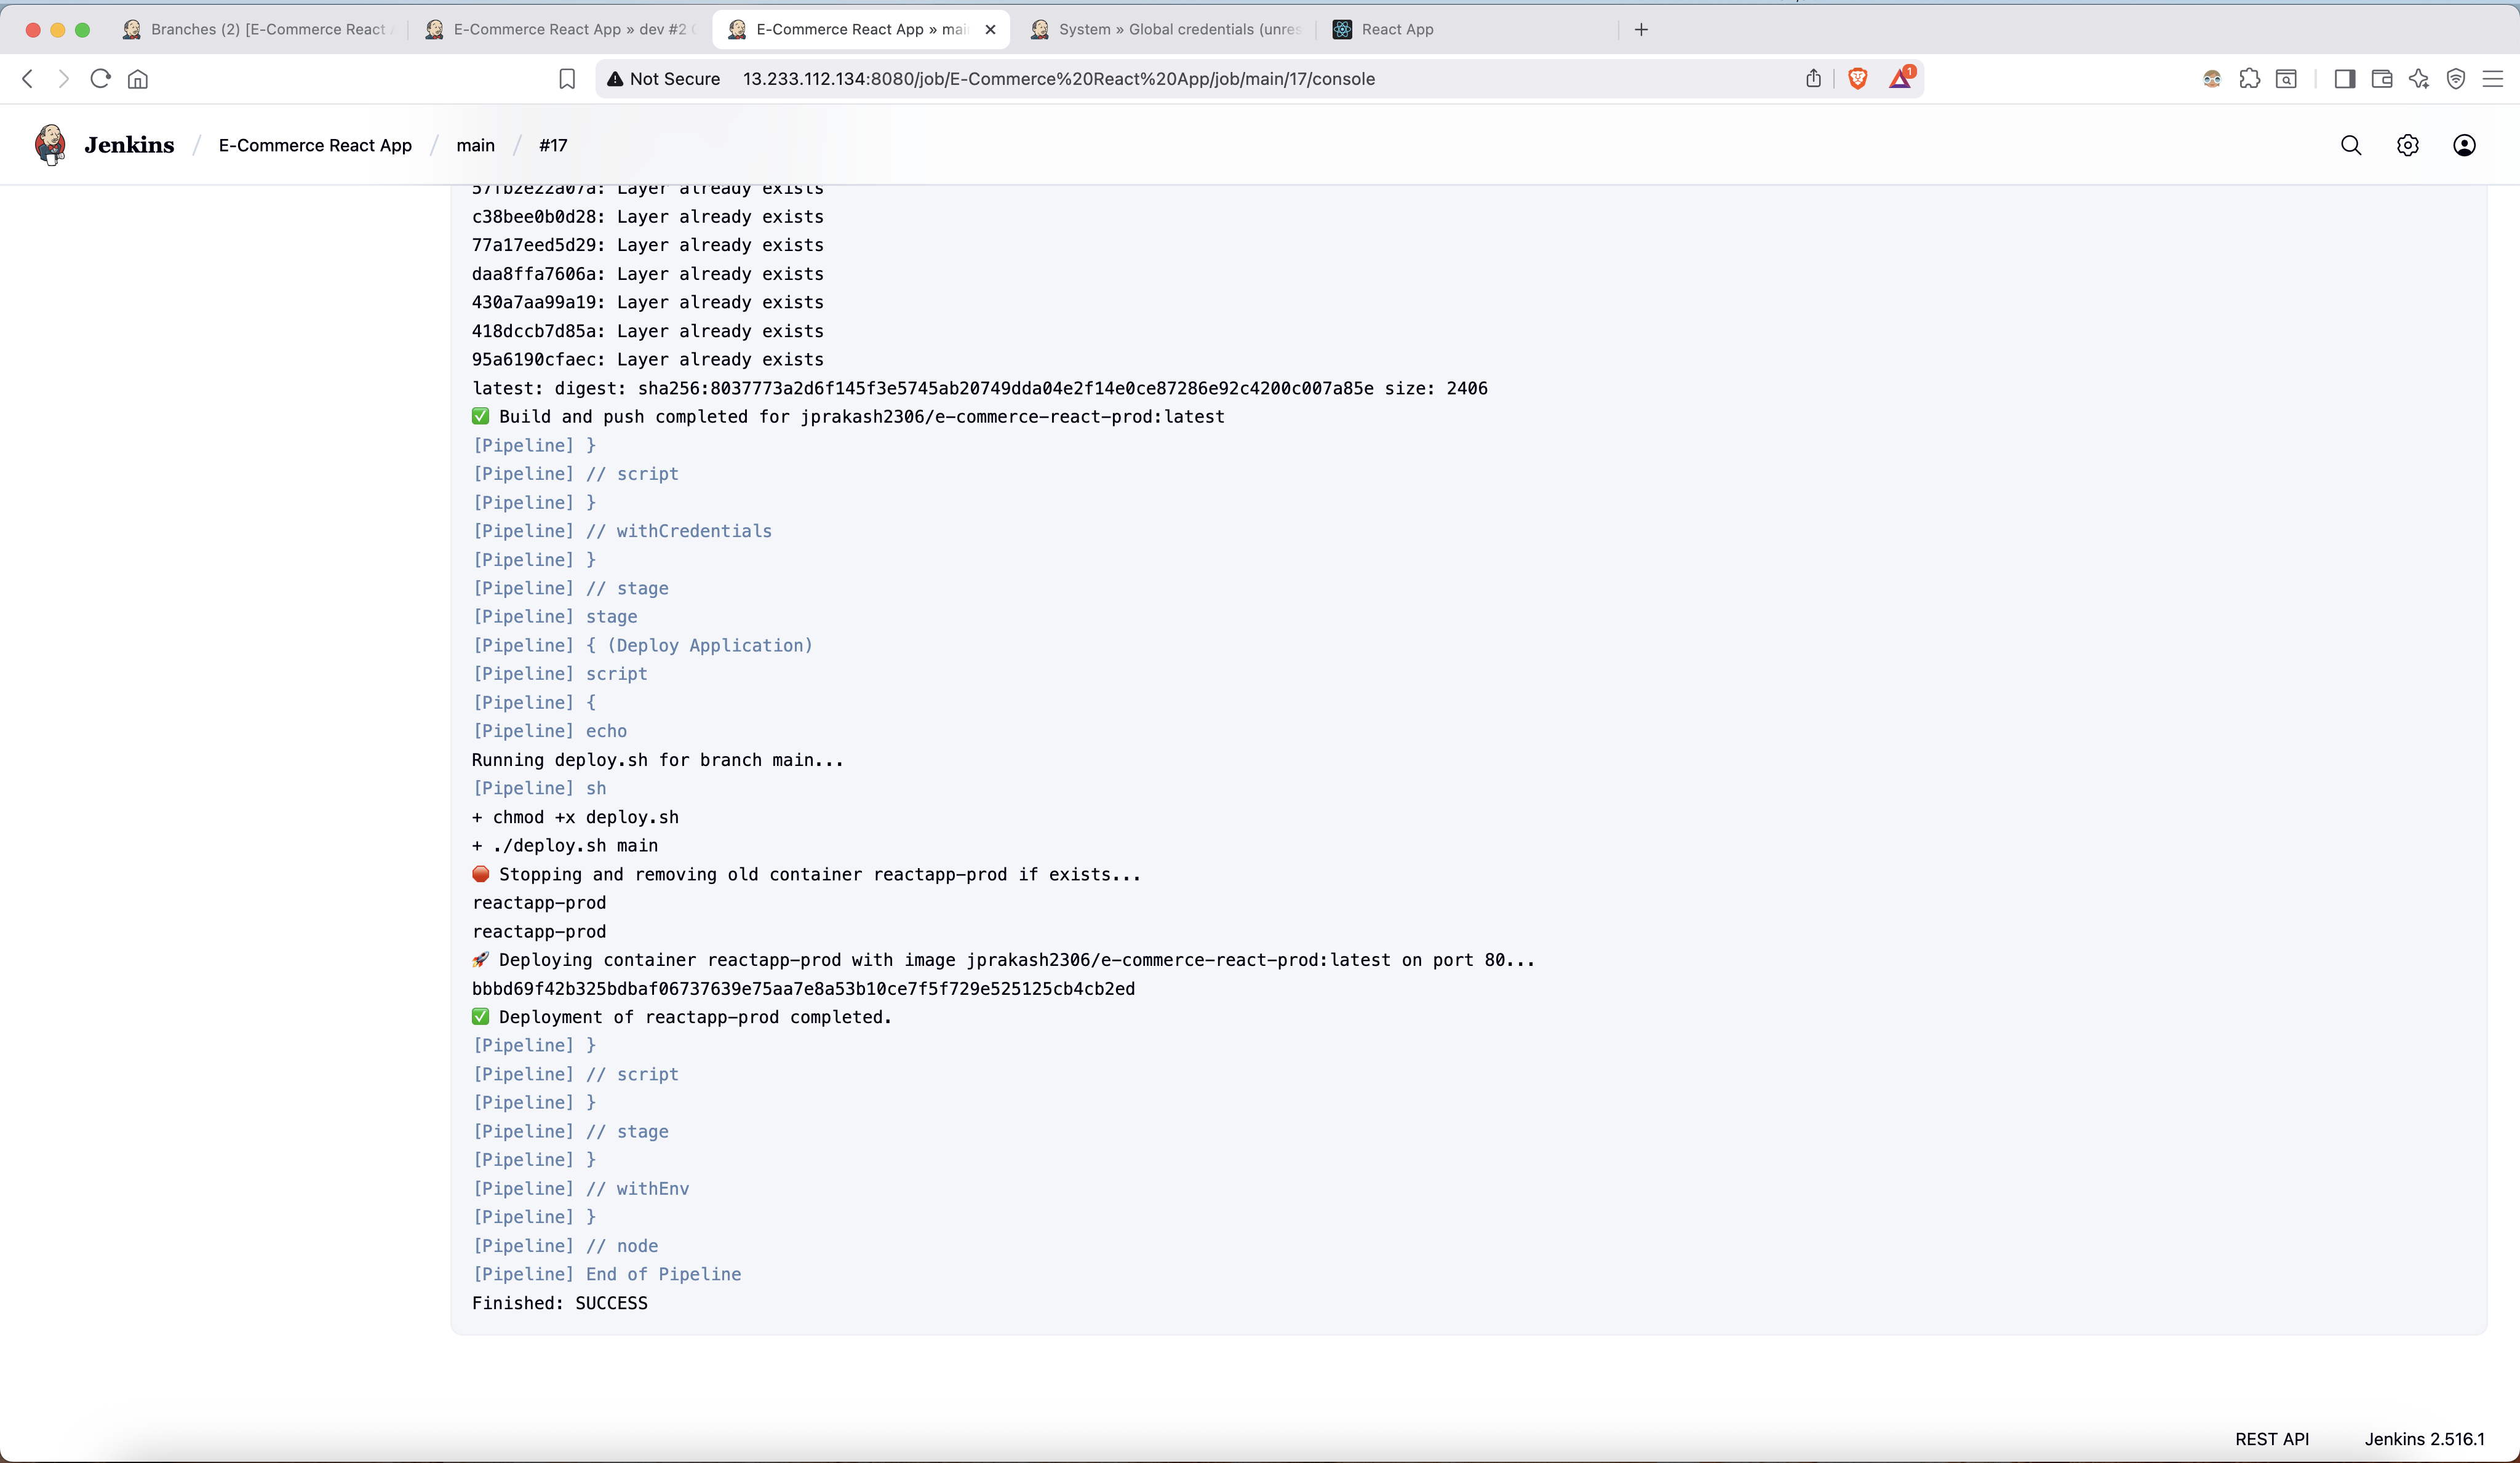 Branches (2) [E-Commerce React
E-Commerce React App » dev #2
E-Commerce React App » mai
System » Global credentials (unres
React App
Not Secure
13.233.112.134:8080/job/E-Commerce%20React%20App/job/main/17/console
1
Jenkins / E-Commerce React App / main / #17
57fb2e22a07a: Layer already exists
c38bee0b0d28: Layer already exists
77a17eed5d29: Layer already exists
daa8ffa7606a: Layer already exists
430a7aa99a19: Layer already exists
418dccb7d85a: Layer already exists
95a6190cfaec: Layer already exists
latest: digest: sha256:8037773a2d6f145f3e5745ab20749dda04e2f14e0ce87286e92c4200c007a85e size: 2406
✅ Build and push completed for jprakash2306/e-commerce-react-prod:latest
[Pipeline] }
[Pipeline] // script
[Pipeline] }
[Pipeline] // withCredentials
[Pipeline] }
[Pipeline] // stage
[Pipeline] stage
[Pipeline] { (Deploy Application)
[Pipeline] script
[Pipeline] {
[Pipeline] echo
Running deploy.sh for branch main...
[Pipeline] sh
+ chmod +x deploy.sh
+ ./deploy.sh main
🛑 Stopping and removing old container reactapp-prod if exists...
reactapp-prod
reactapp-prod
🚀 Deploying container reactapp-prod with image jprakash2306/e-commerce-react-prod:latest on port 80...
bbbd69f42b325bdbaf06737639e75aa7e8a53b10ce7f5f729e525125cb4cb2ed
✅ Deployment of reactapp-prod completed.
[Pipeline] }
[Pipeline] // script
[Pipeline] }
[Pipeline] // stage
[Pipeline] }
[Pipeline] // withEnv
[Pipeline] }
[Pipeline] // node
[Pipeline] End of Pipeline
Finished: SUCCESS
REST API
Jenkins 2.516.1